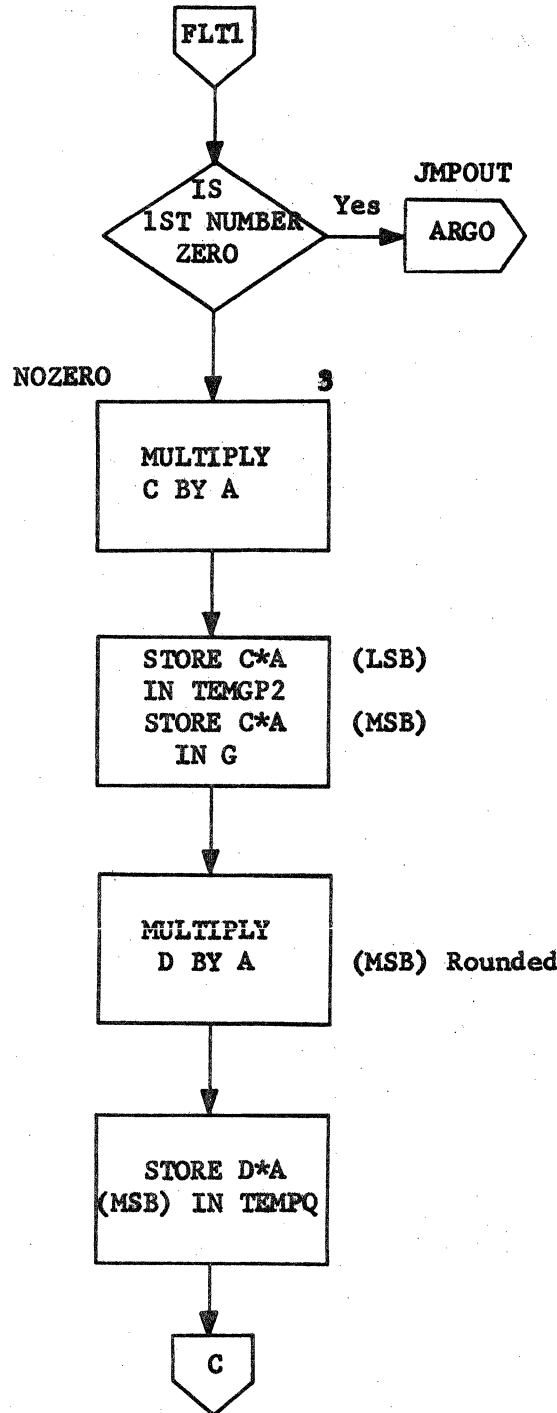 FLT1
IS
1ST NUMBER
ZERO
Yes
JMPOUT
ARGO
NOZERO
3
MULTIPLY
C BY A
STORE C*A (LSB)
IN TEMGP2
STORE C*A (MSB)
IN G
MULTIPLY
D BY A (MSB) Rounded
STORE D*A
(MSB) IN TEMPQ
C